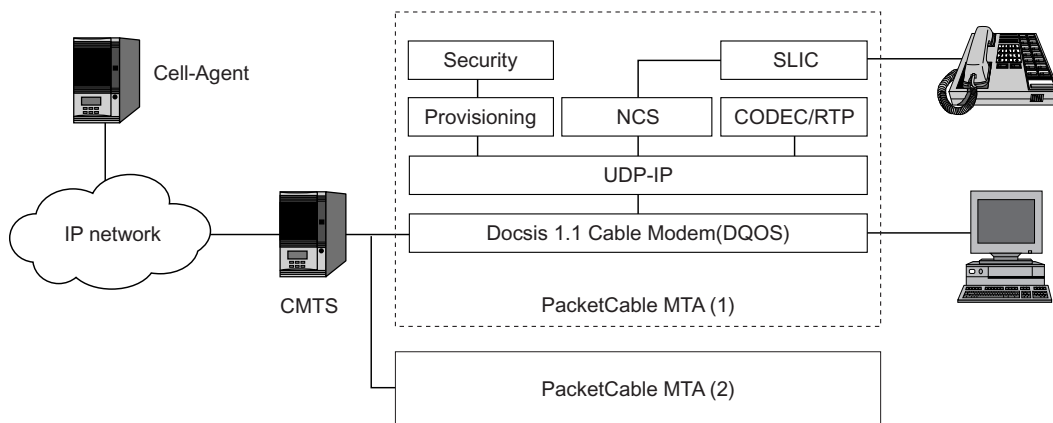 Cell-Agent
Security
SLIC
Provisioning
NCS
CODEC/RTP
UDP-IP
IP network
Docsis 1.1 Cable Modem(DQOS)
CMTS
PacketCable MTA (1)
PacketCable MTA (2)